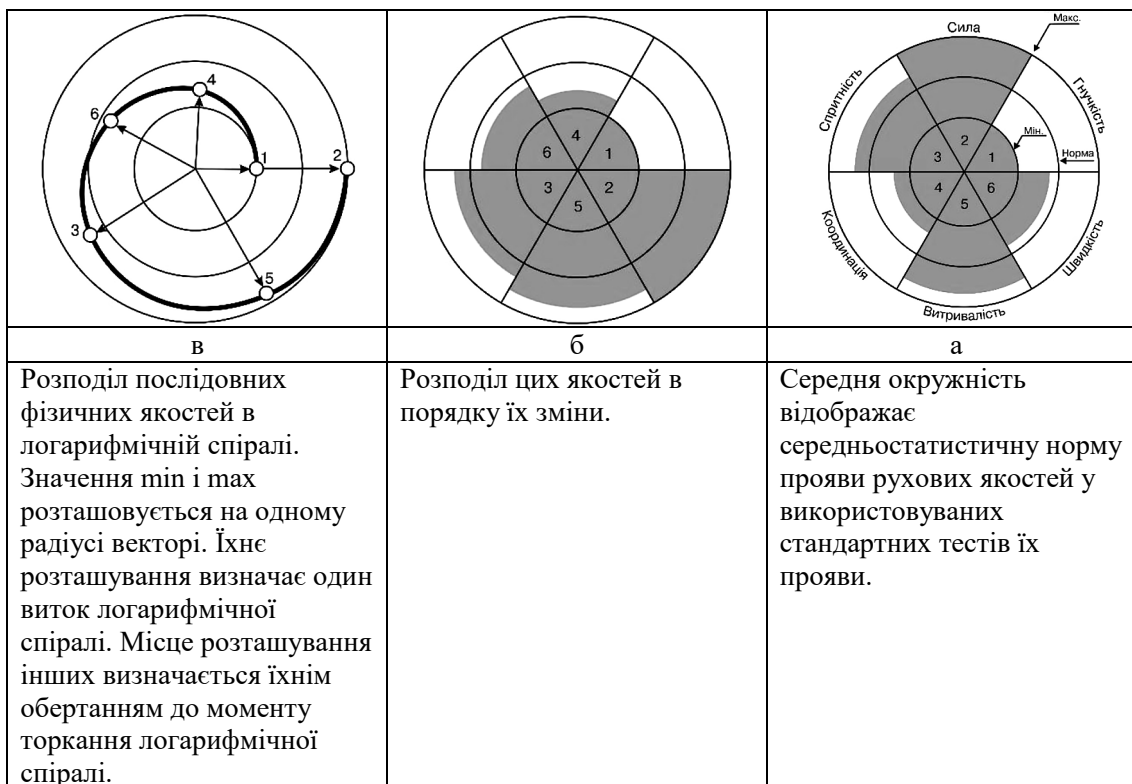 4
6
1
2
3
5
4
6
1
3
2
5
Макс.
Сила
Спритність
Гнучкість
Мін.
Норма
2
3
1
4
6
5
Координація
Швидкість
Витривалість
в
б
а
Розподіл послідовних
фізичних якостей в
логарифмічній спіралі.
Значення min і max
розташовується на одному
радіусі векторі. Їхнє
розташування визначає один
виток логарифмічної
спіралі. Місце розташування
інших визначається їхнім
обертанням до моменту
торкання логарифмічної
спіралі.
Розподіл цих якостей в
порядку їх зміни.
Середня окружність
відображає
середньостатистичну норму
прояви рухових якостей у
використовуваних
стандартних тестів їх
прояви.